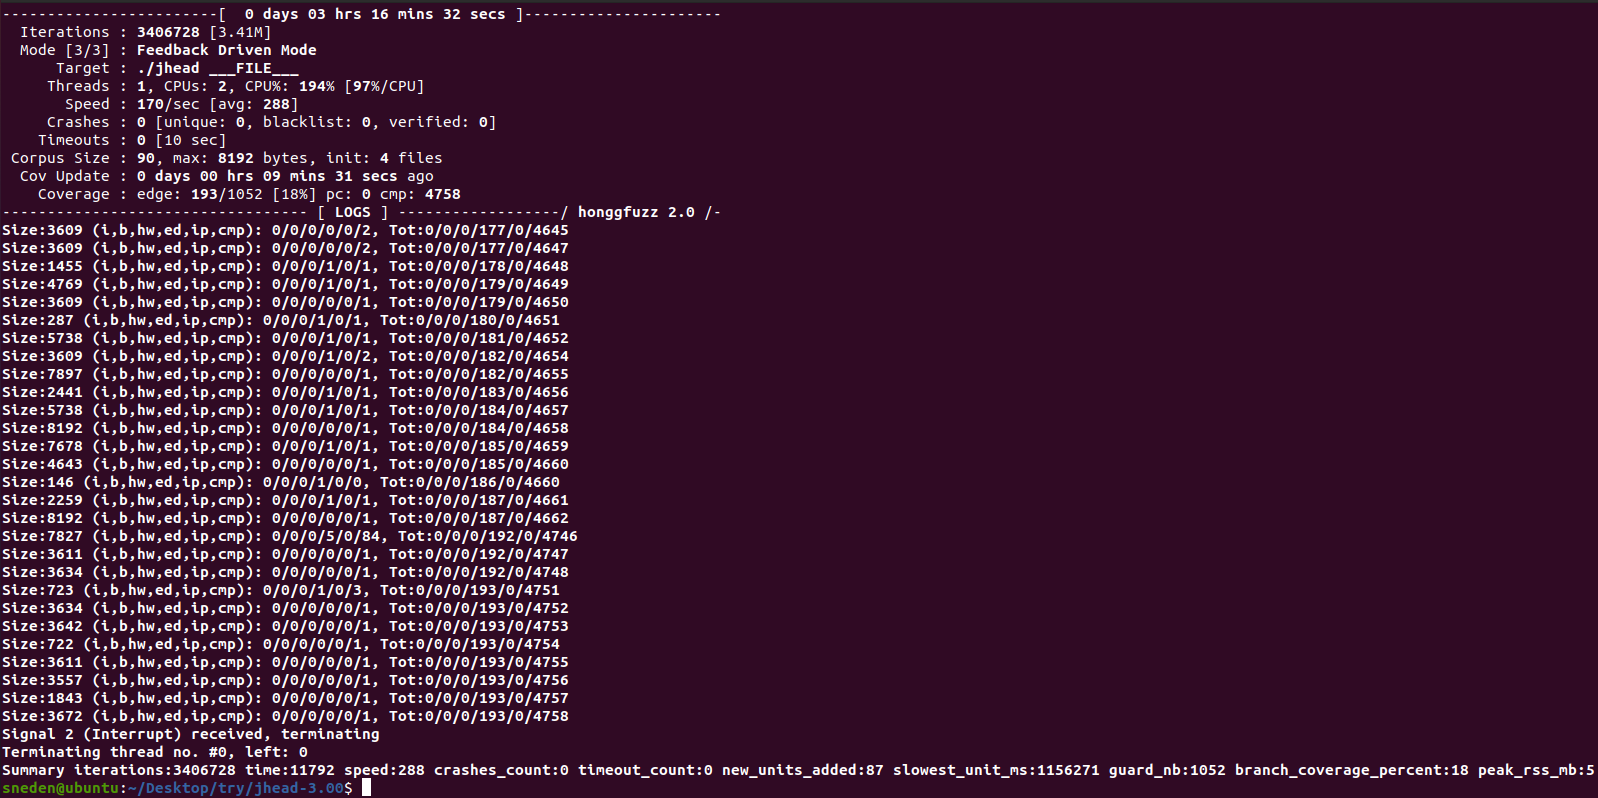 ------------------------[  0 days 03 hrs 16 mins 32 secs ]----------------------
  Iterations : 3406728 [3.41M]
  Mode [3/3] : Feedback Driven Mode
      Target : ./jhead ___FILE___
     Threads : 1, CPUs: 2, CPU%: 194% [97%/CPU]
       Speed : 170/sec [avg: 288]
     Crashes : 0 [unique: 0, blacklist: 0, verified: 0]
    Timeouts : 0 [10 sec]
 Corpus Size : 90, max: 8192 bytes, init: 4 files
  Cov Update : 0 days 00 hrs 09 mins 31 secs ago
    Coverage : edge: 193/1052 [18%] pc: 0 cmp: 4758
---------------------------------- [ LOGS ] ------------------/ honggfuzz 2.0 /-
Size:3609 (i,b,hw,ed,ip,cmp): 0/0/0/0/0/2, Tot:0/0/0/177/0/4645
Size:3609 (i,b,hw,ed,ip,cmp): 0/0/0/0/0/2, Tot:0/0/0/177/0/4647
Size:1455 (i,b,hw,ed,ip,cmp): 0/0/0/1/0/1, Tot:0/0/0/178/0/4648
Size:4769 (i,b,hw,ed,ip,cmp): 0/0/0/1/0/1, Tot:0/0/0/179/0/4649
Size:3609 (i,b,hw,ed,ip,cmp): 0/0/0/0/0/1, Tot:0/0/0/179/0/4650
Size:287 (i,b,hw,ed,ip,cmp): 0/0/0/1/0/1, Tot:0/0/0/180/0/4651
Size:5738 (i,b,hw,ed,ip,cmp): 0/0/0/1/0/1, Tot:0/0/0/181/0/4652
Size:3609 (i,b,hw,ed,ip,cmp): 0/0/0/1/0/2, Tot:0/0/0/182/0/4654
Size:7897 (i,b,hw,ed,ip,cmp): 0/0/0/0/0/1, Tot:0/0/0/182/0/4655
Size:2441 (i,b,hw,ed,ip,cmp): 0/0/0/1/0/1, Tot:0/0/0/183/0/4656
Size:5738 (i,b,hw,ed,ip,cmp): 0/0/0/1/0/1, Tot:0/0/0/184/0/4657
Size:8192 (i,b,hw,ed,ip,cmp): 0/0/0/0/0/1, Tot:0/0/0/184/0/4658
Size:7678 (i,b,hw,ed,ip,cmp): 0/0/0/1/0/1, Tot:0/0/0/185/0/4659
Size:4643 (i,b,hw,ed,ip,cmp): 0/0/0/0/0/1, Tot:0/0/0/185/0/4660
Size:146 (i,b,hw,ed,ip,cmp): 0/0/0/1/0/0, Tot:0/0/0/186/0/4660
Size:2259 (i,b,hw,ed,ip,cmp): 0/0/0/1/0/1, Tot:0/0/0/187/0/4661
Size:8192 (i,b,hw,ed,ip,cmp): 0/0/0/0/0/1, Tot:0/0/0/187/0/4662
Size:7827 (i,b,hw,ed,ip,cmp): 0/0/0/5/0/84, Tot:0/0/0/192/0/4746
Size:3611 (i,b,hw,ed,ip,cmp): 0/0/0/0/0/1, Tot:0/0/0/192/0/4747
Size:3634 (i,b,hw,ed,ip,cmp): 0/0/0/0/0/1, Tot:0/0/0/192/0/4748
Size:723 (i,b,hw,ed,ip,cmp): 0/0/0/1/0/3, Tot:0/0/0/193/0/4751
Size:3634 (i,b,hw,ed,ip,cmp): 0/0/0/0/0/1, Tot:0/0/0/193/0/4752
Size:3642 (i,b,hw,ed,ip,cmp): 0/0/0/0/0/1, Tot:0/0/0/193/0/4753
Size:722 (i,b,hw,ed,ip,cmp): 0/0/0/0/0/1, Tot:0/0/0/193/0/4754
Size:3611 (i,b,hw,ed,ip,cmp): 0/0/0/0/0/1, Tot:0/0/0/193/0/4755
Size:3557 (i,b,hw,ed,ip,cmp): 0/0/0/0/0/1, Tot:0/0/0/193/0/4756
Size:1843 (i,b,hw,ed,ip,cmp): 0/0/0/0/0/1, Tot:0/0/0/193/0/4757
Size:3672 (i,b,hw,ed,ip,cmp): 0/0/0/0/0/1, Tot:0/0/0/193/0/4758
Signal 2 (Interrupt) received, terminating
Terminating thread no. #0, left: 0
Summary iterations:3406728 time:11792 speed:288 crashes_count:0 timeout_count:0 new_units_added:87 slowest_unit_ms:1156271 guard_nb:1052 branch_coverage_percent:18 peak_rss_mb:5
sneden@ubuntu:~/Desktop/try/jhead-3.00$